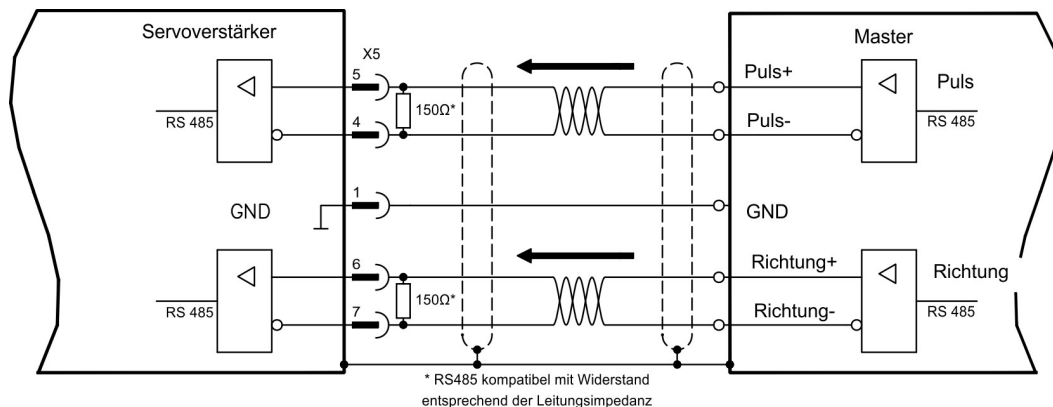 Servoverstärker
X5
Master
5
Puls+
Puls
RS 485
150Ω*
RS 485
4
Puls-
1
GND
GND
6
Richtung+
Richtung
RS 485
150Ω*
RS 485
7
Richtung-
* RS485 kompatibel mit Widerstand
entsprechend der Leitungsimpedanz